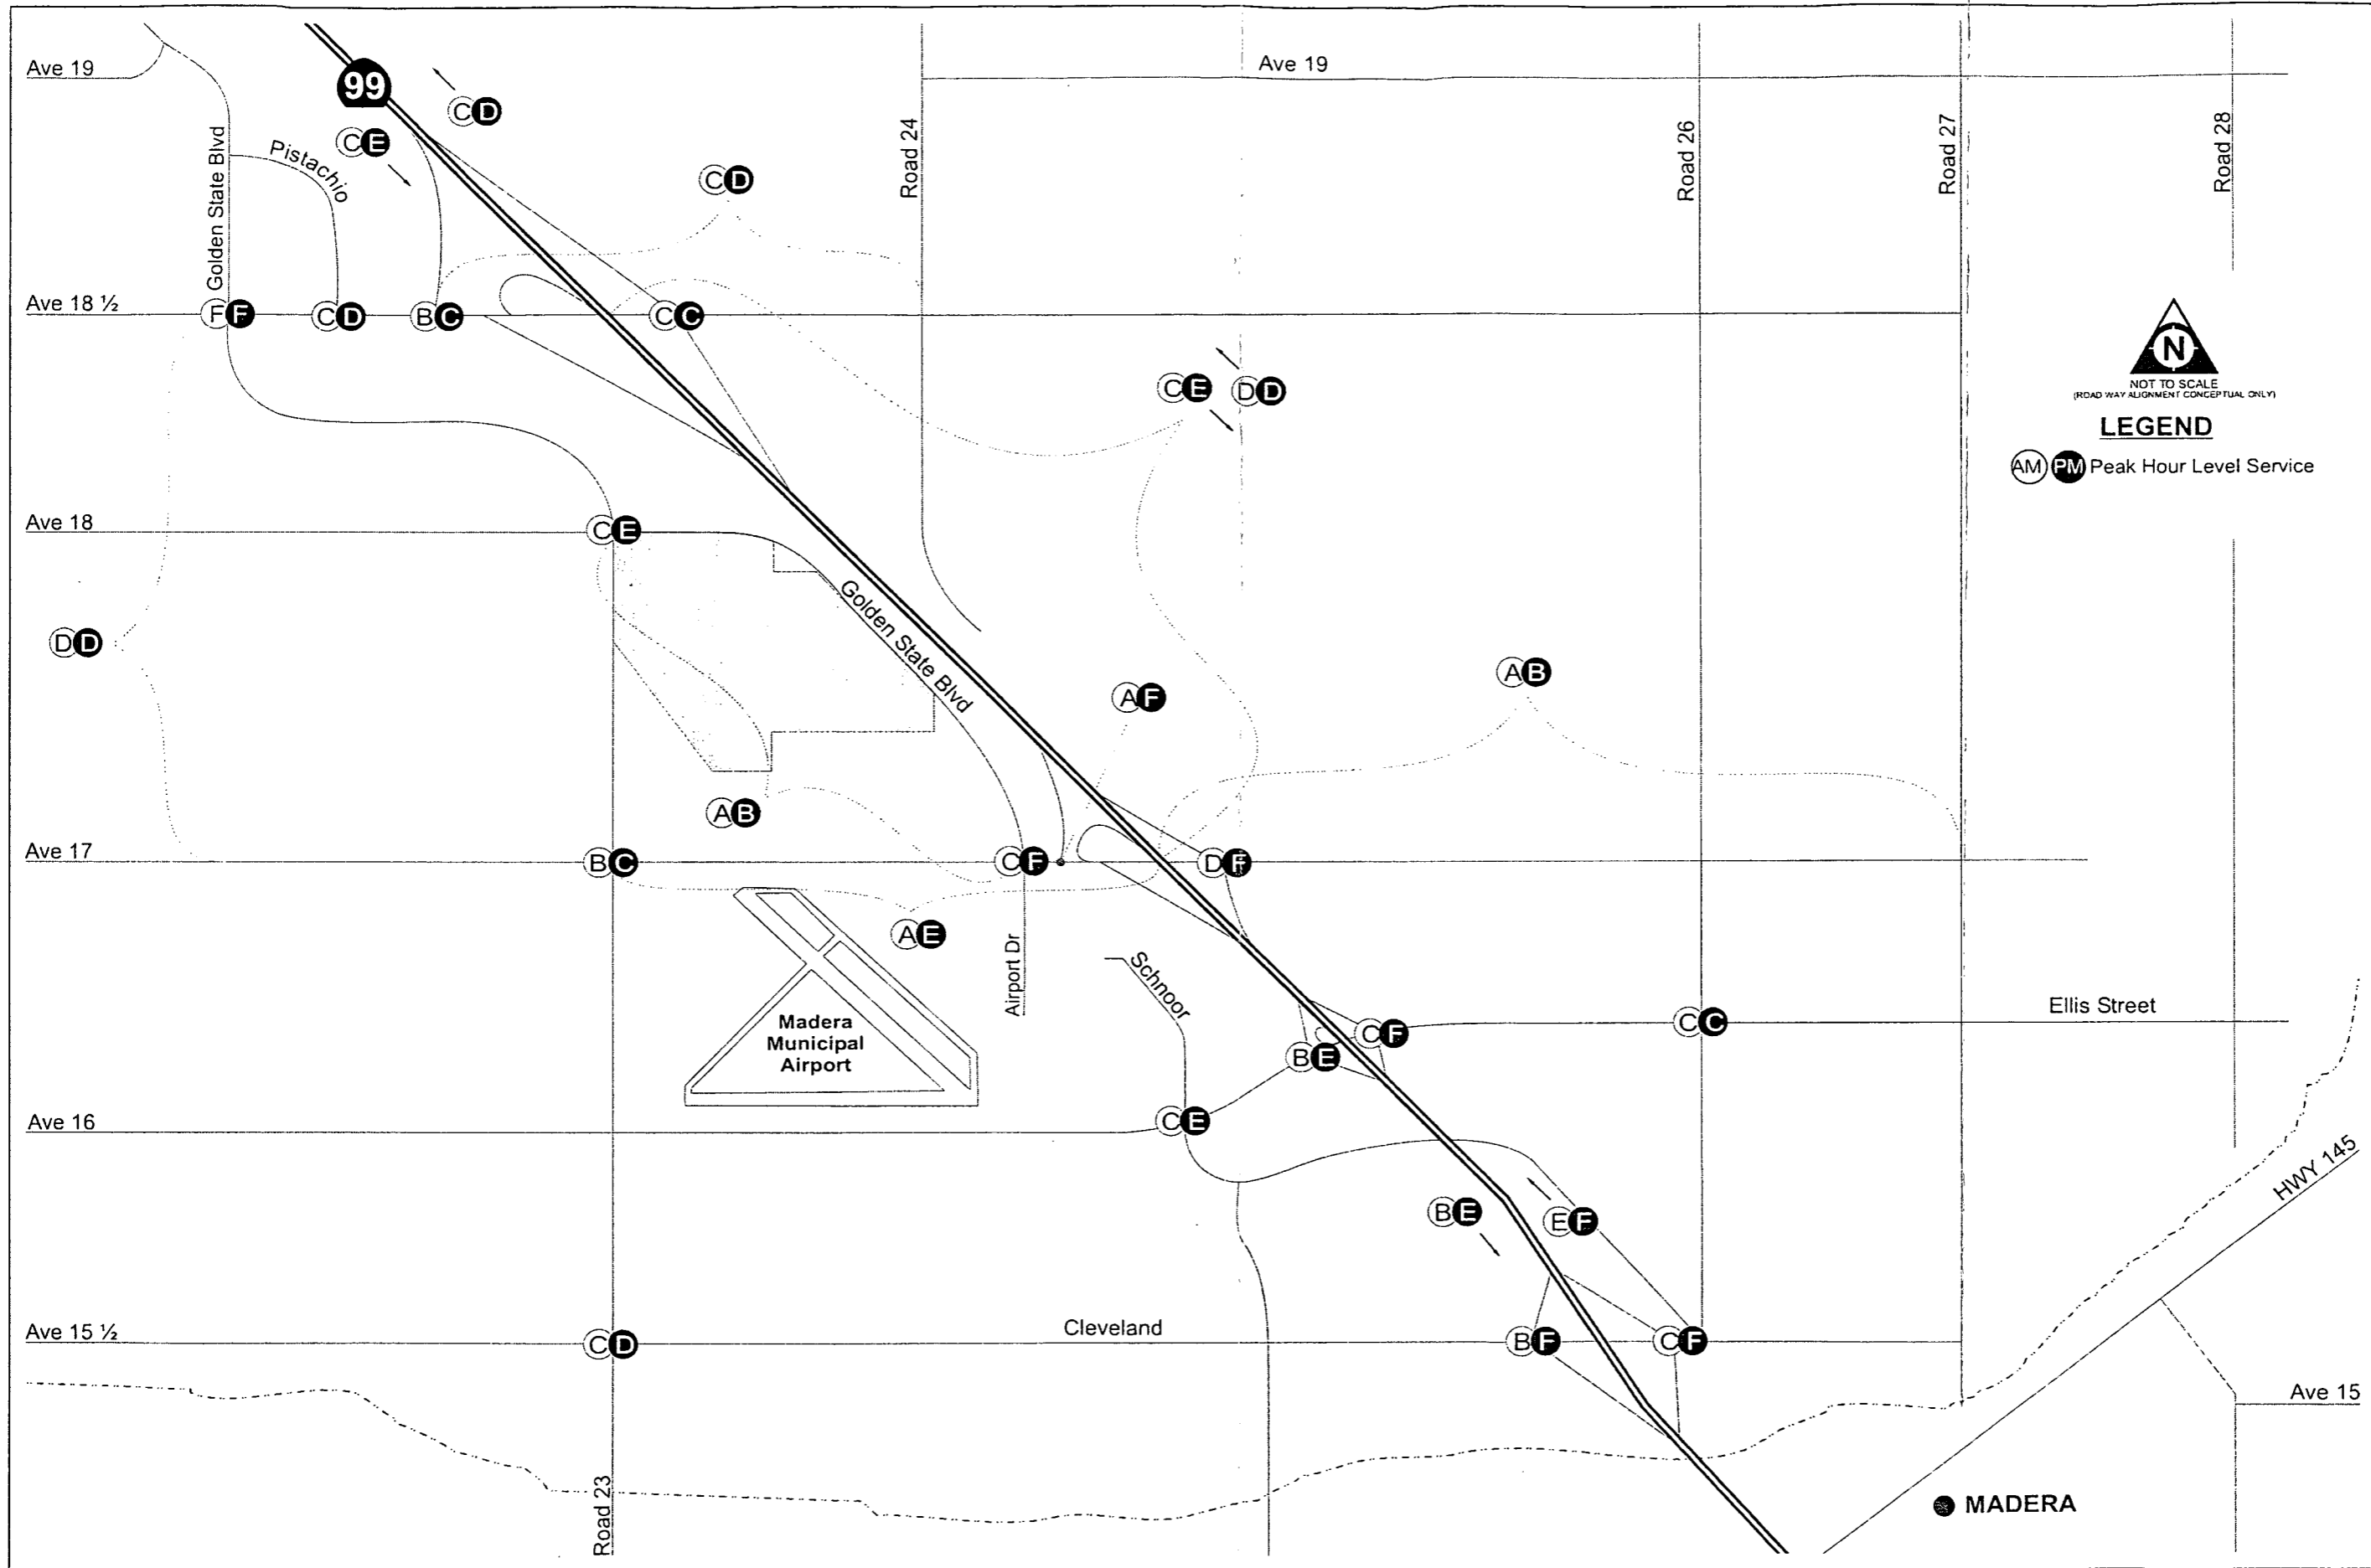 Ave 19
99
Ave 19
C D
C E
Pistachio
Golden State Blvd
C D
Road 24
Road 26
Road 27
Road 28
Ave 18 ½
F F
C D
B C
C C
N
NOT TO SCALE
(ROAD WAY ALIGNMENT CONCEPTUAL ONLY)
LEGEND
AM PM Peak Hour Level Service
C E
D D
Ave 18
C E
Golden State Blvd
D D
A F
A B
A B
Ave 17
B C
C F
D F
A E
Airport Dr
Schnoor
Madera
Municipal
Airport
Ellis Street
C F
C C
B E
Ave 16
C E
HWY 145
B E
E F
Ave 15 ½
Cleveland
C D
B F
C F
Ave 15
Road 23
MADERA